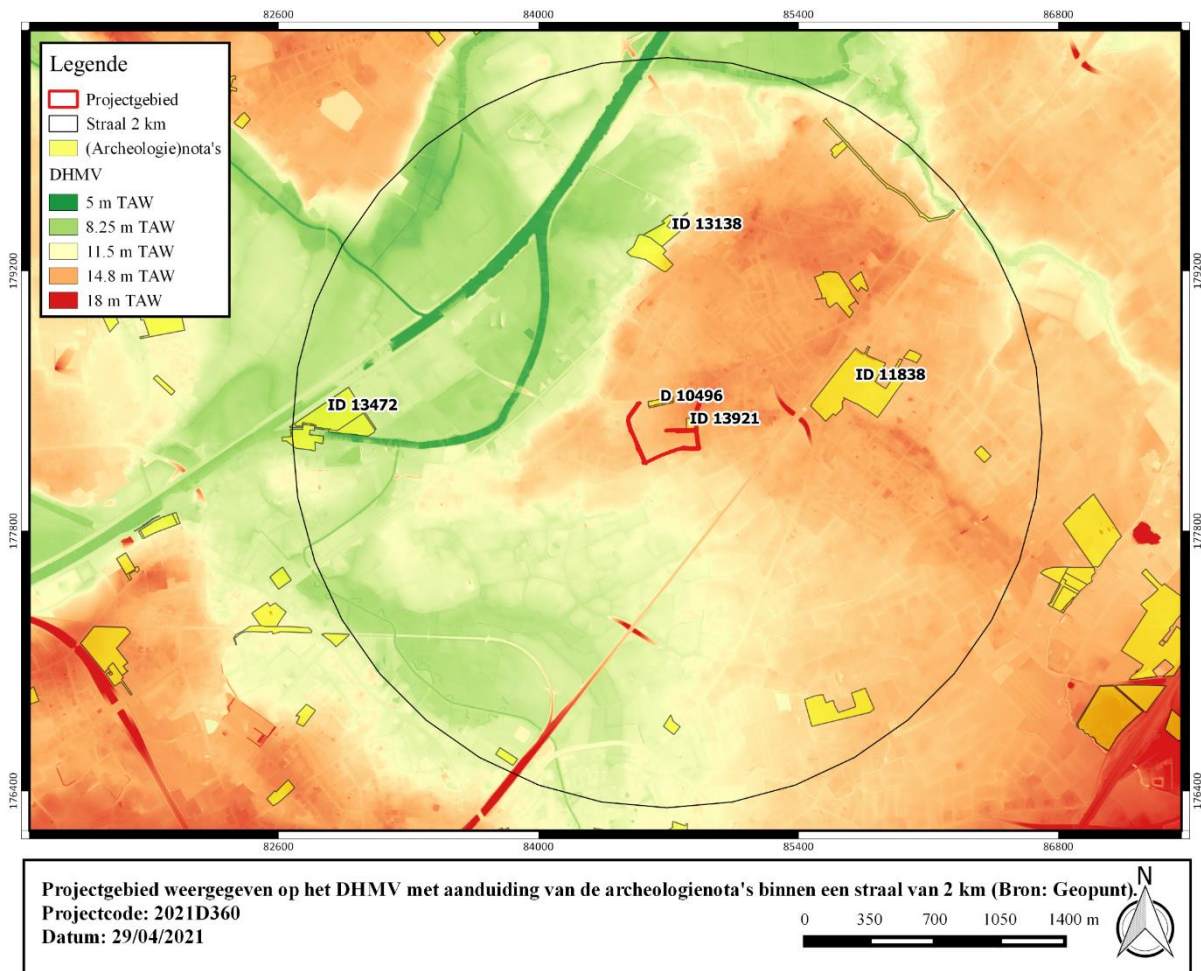 82600 84000 85400 86800
Legende
Projectgebied
Straal 2 km
(Archeologie)nota's
DHMV
5 m TAW
8.25 m TAW
11.5 m TAW
14.8 m TAW
18 m TAW
ID 13138
179200 179200
ID 11838
D 10496
ID 13472
ID 13921
177800 177800
176400 176400
82600 84000 85400 86800
Projectgebied weergegeven op het DHMV met aanduiding van de archeologienota's binnen een straal van 2 km (Bron: Geopunt).
Projectcode: 2021D360
Datum: 29/04/2021
0 350 700 1050 1400 m
N